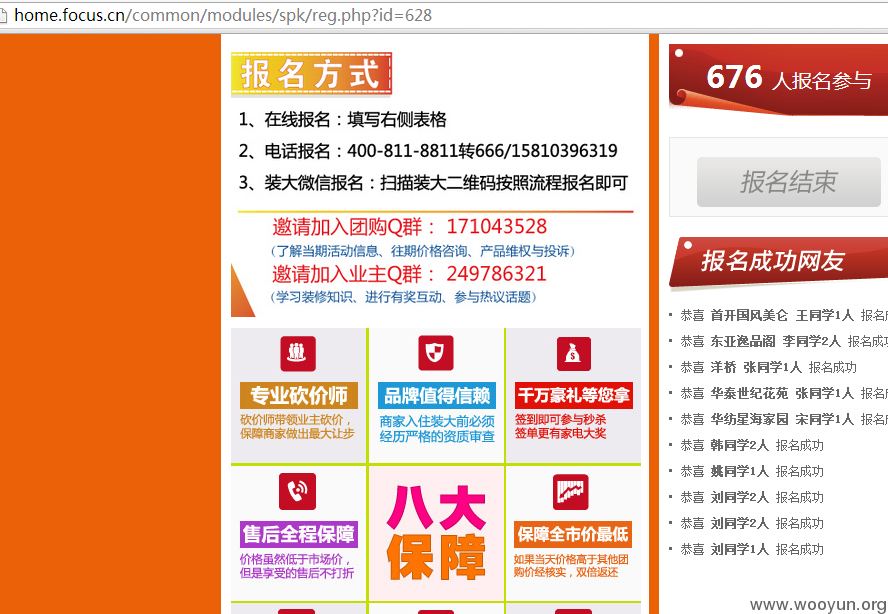 home.focus.cn/common/modules/spk/reg.php?id=628
报名方式
1、在线报名：填写右侧表格
2、电话报名：400-811-8811转666/15810396319
3、装大微信报名：扫描装大二维码按照流程报名即可
邀请加入团购Q群： 171043528
（了解当期活动信息、往期价格咨询、产品维权与投诉）
邀请加入业主Q群： 249786321
（学习装修知识、进行有奖互动、参与热议话题）
专业砍价师
砍价师带领业主砍价，
保障商家做出最大让步
品牌值得信赖
商家入住装大前必须
经历严格的资质审查
千万豪礼等您拿
签到即可参与秒杀
签单更有家电大奖
售后全程保障
价格虽然低于市场价，
但是享受的售后不打折
八大
保障
保障全市价最低
如果当天价格高于其他团
购价经核实，双倍返还
676 人报名参与
报名结束
报名成功网友
恭喜 首开国风美仑 王同学1人 报名成
恭喜 东亚逸品阁 李同学2人 报名成功
恭喜 洋桥 张同学1人 报名成功
恭喜 华泰世纪花苑 张同学1人 报名成
恭喜 华纺星海家园 宋同学1人 报名成
恭喜 韩同学2人 报名成功
恭喜 姚同学1人 报名成功
恭喜 刘同学2人 报名成功
恭喜 刘同学2人 报名成功
恭喜 刘同学1人 报名成功
www.wooyun.org